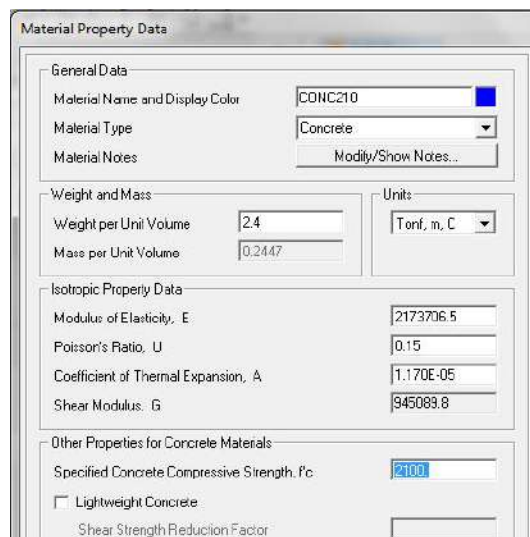 Material Property Data
General Data
Material Name and Display Color CONC210
Material Type Concrete
Material Notes Modify/Show Notes...
Weight and Mass Units
Weight per Unit Volume 2.4 Tonf, m, C
Mass per Unit Volume 0.2447
Isotropic Property Data
Modulus of Elasticity, E 2173706.5
Poisson's Ratio, U 0.15
Coefficient of Thermal Expansion, A 1.170E-05
Shear Modulus, G 945089.8
Other Properties for Concrete Materials
Specified Concrete Compressive Strength, f'c 2100.
Lightweight Concrete
Shear Strength Reduction Factor